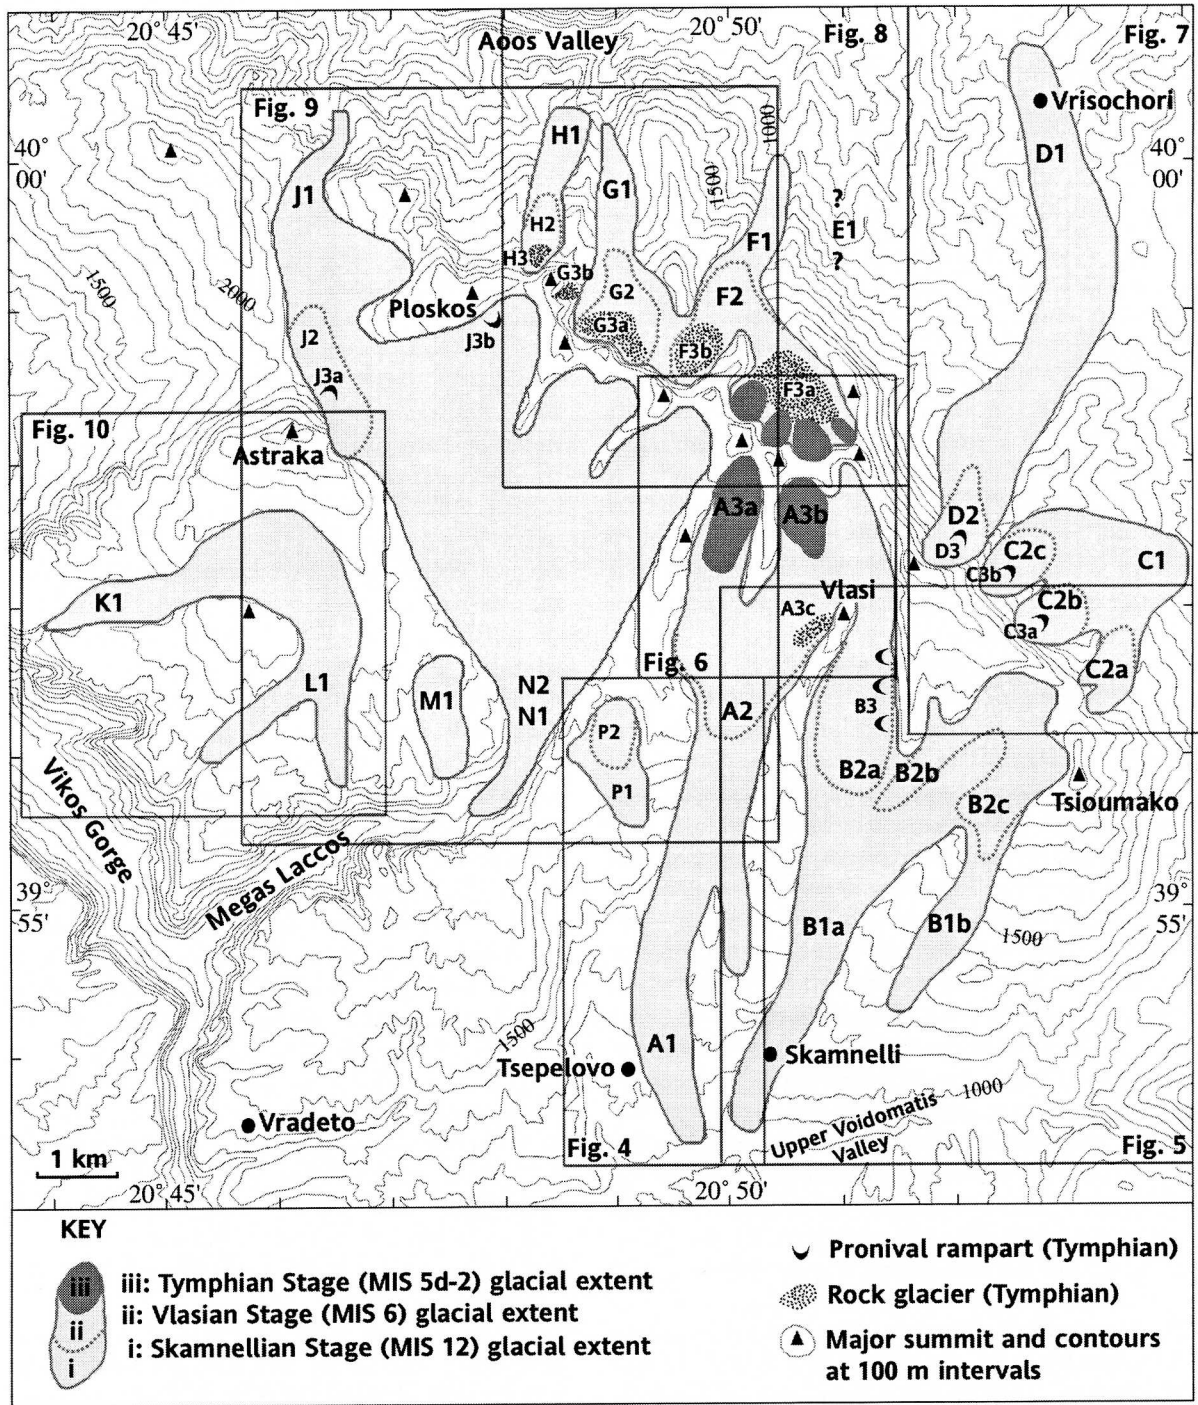 20° 45'
Aoos Valley
20° 50'
Fig. 8
Fig. 7
Fig. 9
Vrisochori
1000
H1
D1
40°
00'
40°
00'
J1
G1
1500
?
E1
?
H2
F1
H3
G3b
G2
F2
1500
2000
Ploskos
J3b
G3a
F3b
J2
J3a
F3a
Fig. 10
Astraka
A3a
A3b
D2
D3
C2c
C3b
C1
K1
Vlasi
A3c
C2b
C3a
Fig. 6
C2a
L1
M1
N2
N1
A2
B3
P2
P1
B2a
B2b
B2c
Tsioumako
Vikos Gorge
Megas Laccos
39°
55'
39°
55'
B1a
B1b
1500
1500
A1
Skamnelli
Tsepelovo
1000
Vradeto
Upper Voidomatis
Valley
Fig. 4
Fig. 5
1 km
20° 45'
20° 50'
KEY
iii
ii
i
iii: Tymphian Stage (MIS 5d-2) glacial extent
ii: Vlasian Stage (MIS 6) glacial extent
i: Skamnellian Stage (MIS 12) glacial extent
Pronival rampart (Tymphian)
Rock glacier (Tymphian)
Major summit and contours
at 100 m intervals